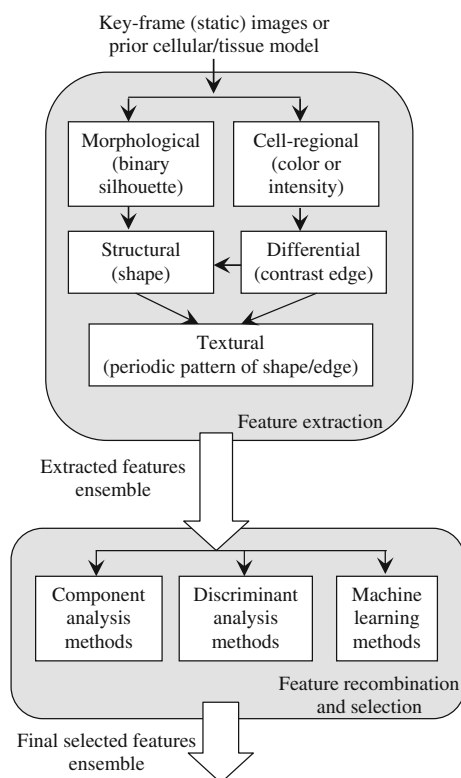 Key-frame (static) images or
prior cellular/tissue model
Morphological
(binary
silhouette)
Cell-regional
(color or
intensity)
Structural
(shape)
Differential
(contrast edge)
Textural
(periodic pattern of shape/edge)
Feature extraction
Extracted features
ensemble
Component
analysis
methods
Discriminant
analysis
methods
Machine
learning
methods
Feature recombination
and selection
Final selected features
ensemble